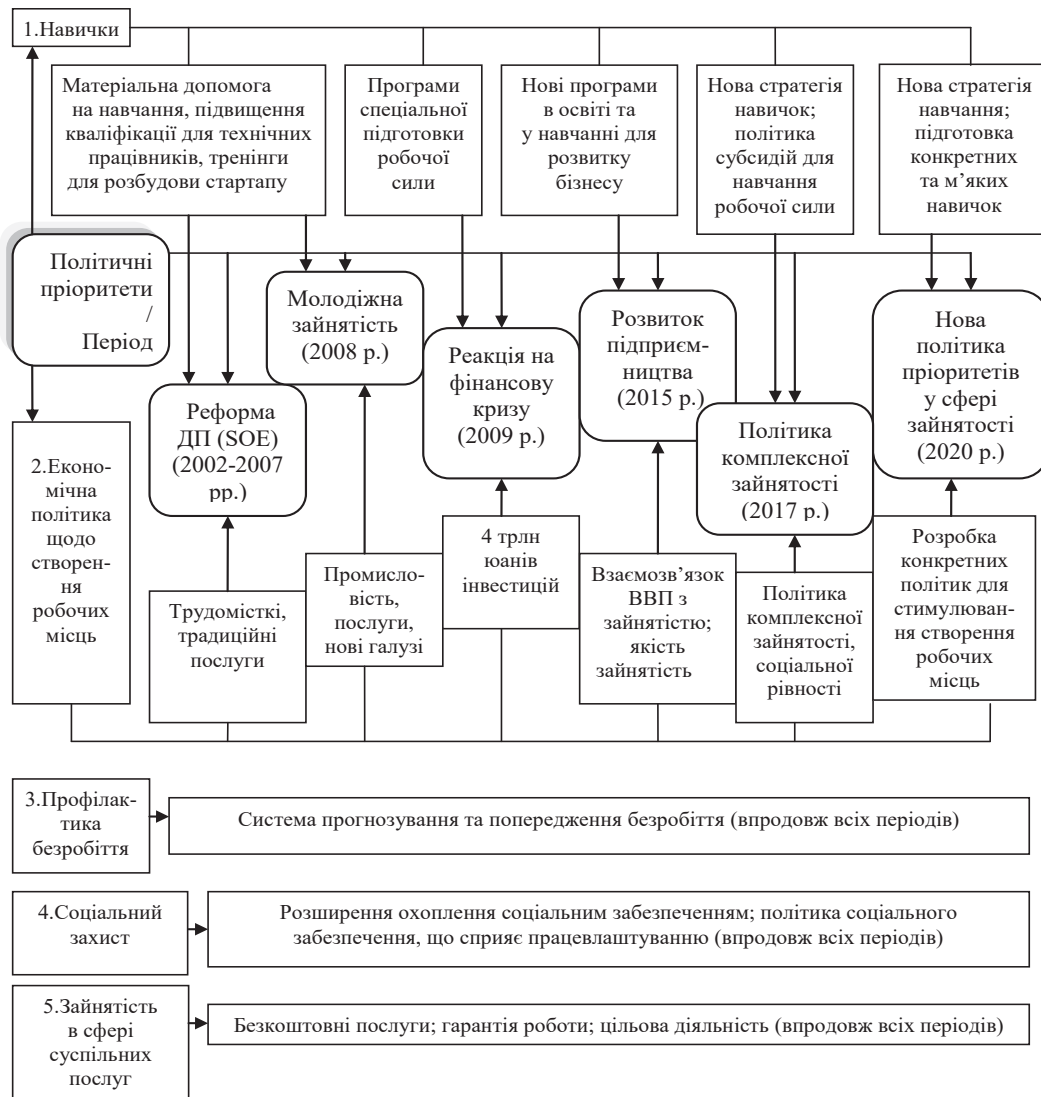 1.Навички
Матеріальна допомога
на навчання, підвищення
кваліфікації для технічних
працівників, тренінги
для розбудови стартапу
Програми
спеціальної
підготовки
робочої
сили
Нові програми
в освіті та
у навчанні для
розвитку
бізнесу
Нова стратегія
навичок;
політика
субсидій для
навчання
робочої сили
Нова стратегія
навчання;
підготовка
конкретних
та м’яких
навичок
Політичні
пріоритети
/
Період
Реформа
ДП (SOE)
(2002-2007
рр.)
Молодіжна
зайнятість
(2008 р.)
Реакція на
фінансову
кризу
(2009 р.)
Розвиток
підприєм-
ництва
(2015 р.)
Політика
комплексної
зайнятості
(2017 р.)
Нова
політика
пріоритетів
у сфері
зайнятості
(2020 р.)
2.Еконо-
мічна
політика
щодо
створен-
ня
робочих
місць
Трудомісткі,
традиційні
послуги
Промисло-
вість,
послуги,
нові галузі
4 трлн
юанів
інвестицій
Взаємозв’язок
ВВП з
зайнятістю;
якість
зайнятість
Політика
комплексної
зайнятості,
соціальної
рівності
Розробка
конкретних
політик для
стимулюван-
ня створення
робочих
місць
3.Профілак-
тика
безробіття
Система прогнозування та попередження безробіття (впродовж всіх періодів)
4.Соціальний
захист
Розширення охоплення соціальним забезпеченням; політика соціального
забезпечення, що сприяє працевлаштуванню (впродовж всіх періодів)
5.Зайнятість
в сфері
суспільних
послуг
Безкоштовні послуги; гарантія роботи; цільова діяльність (впродовж всіх періодів)